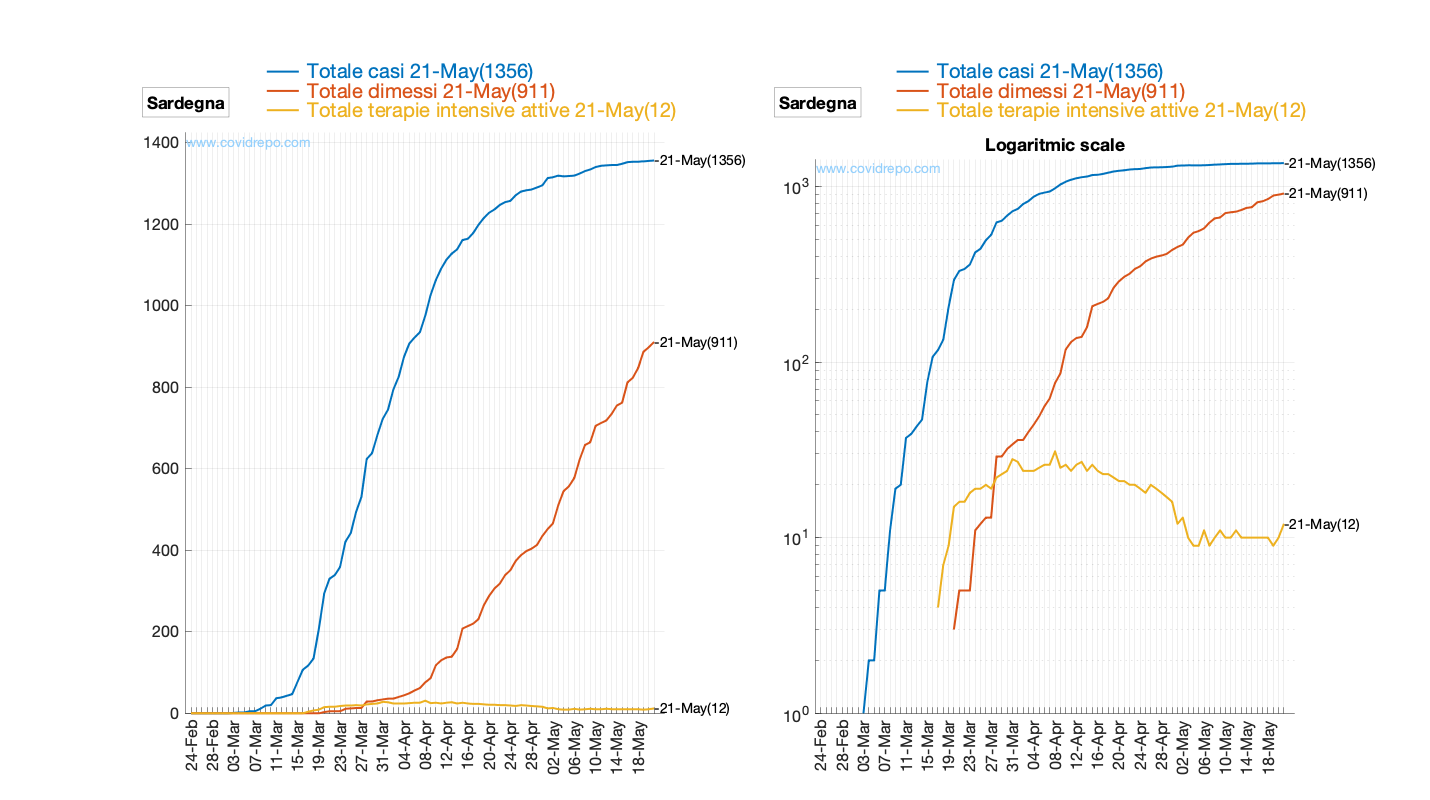 Totale casi 21-May(1356)
Totale dimessi 21-May(911)
Totale terapie intensive attive 21-May(12)
Sardegna
www.covidrepo.com
1400
1200
1000
800
600
400
200
0
21-May(1356)
21-May(911)
21-May(12)
24-Feb
28-Feb
03-Mar
07-Mar
11-Mar
15-Mar
19-Mar
23-Mar
27-Mar
31-Mar
04-Apr
08-Apr
12-Apr
16-Apr
20-Apr
24-Apr
28-Apr
02-May
06-May
10-May
14-May
18-May
Totale casi 21-May(1356)
Totale dimessi 21-May(911)
Totale terapie intensive attive 21-May(12)
Sardegna
Logaritmic scale
www.covidrepo.com
10³
10²
10¹
10⁰
21-May(1356)
21-May(911)
21-May(12)
24-Feb
28-Feb
03-Mar
07-Mar
11-Mar
15-Mar
19-Mar
23-Mar
27-Mar
31-Mar
04-Apr
08-Apr
12-Apr
16-Apr
20-Apr
24-Apr
28-Apr
02-May
06-May
10-May
14-May
18-May